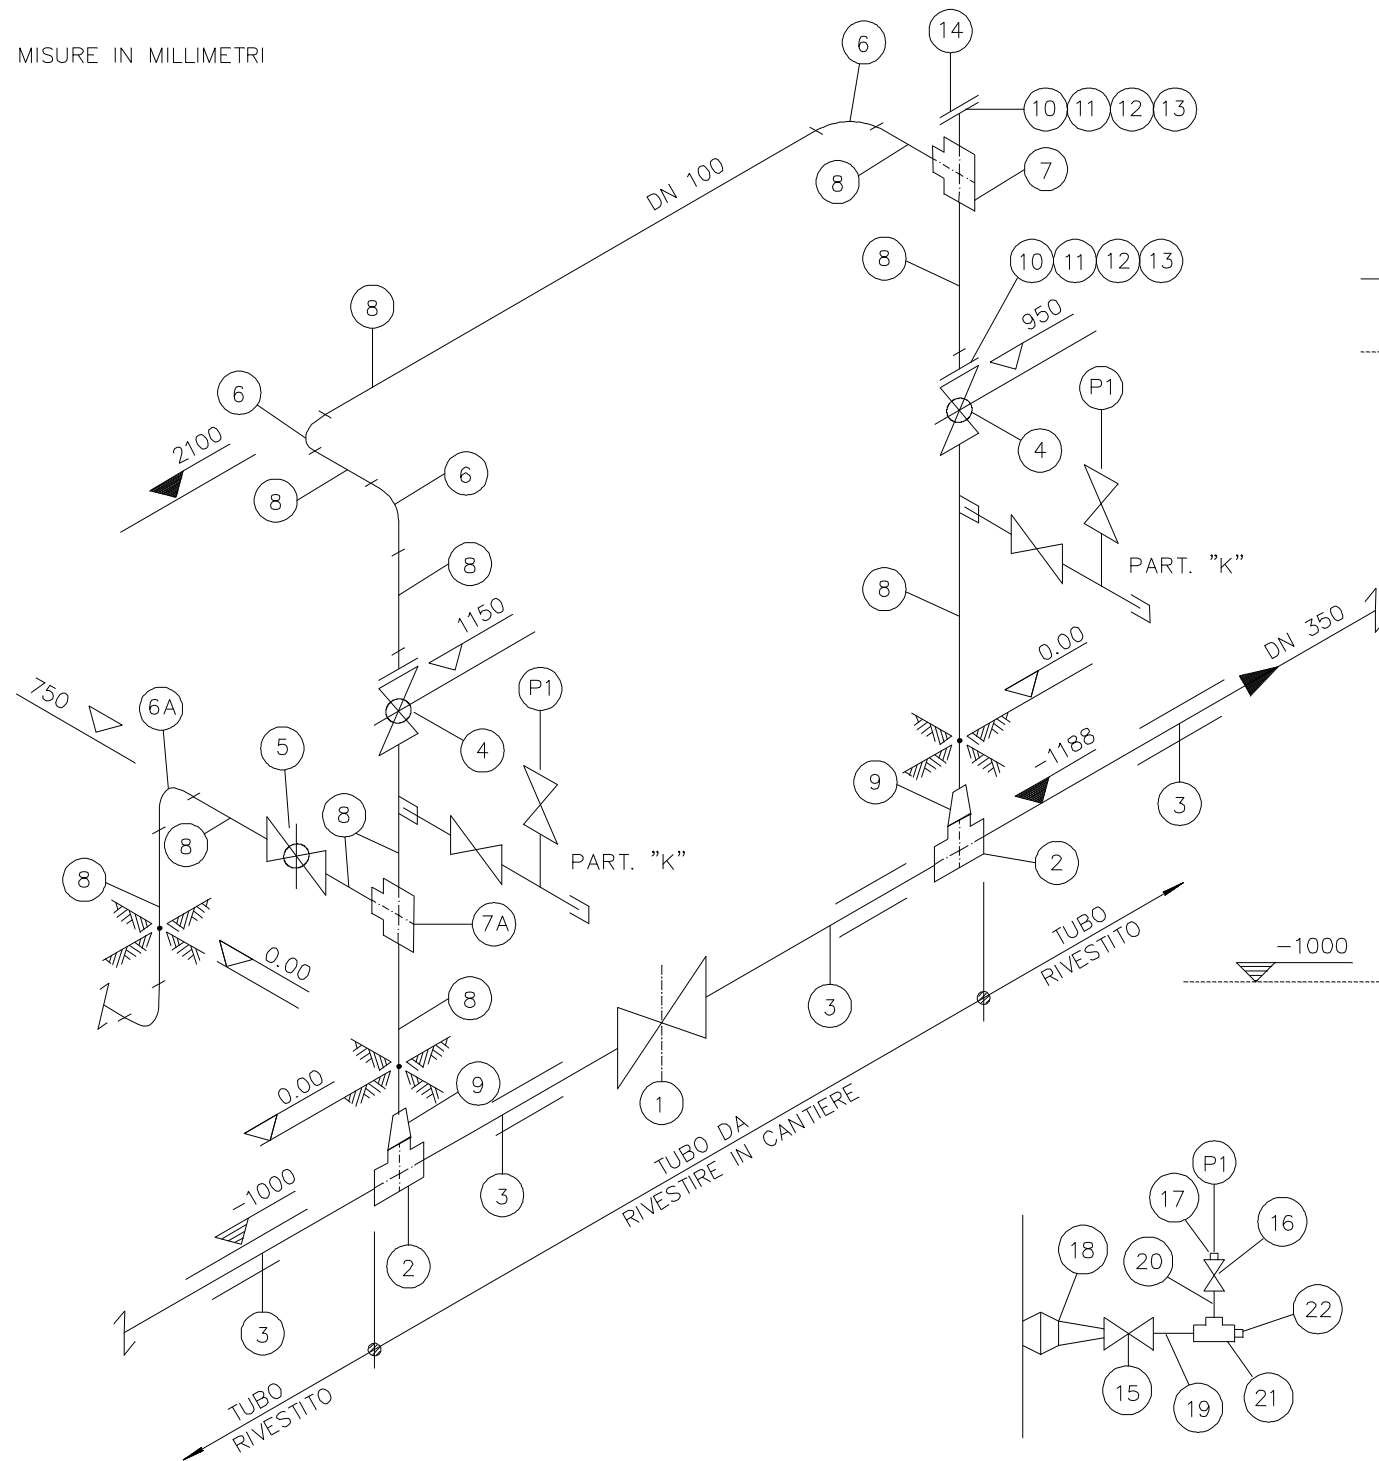 MISURE IN MILLIMETRI
6
14
10 11 12 13
DN 100
8
7
8
10 11 12 13
8
950
6
P1
2100
4
6
8
8
PART. "K"
8
1150
0.00
DN 350
750
6A
P1
5
4
-1188
9
3
8
8
8
PART. "K"
2
7A
TUBO
RIVESTITO
-1000
0.00
8
3
0.00
9
1
TUBO DA
RIVESTIRE IN CANTIERE
-1000
3
2
3
TUBO
RIVESTITO
P1
17
16
18
20
22
15
19
21